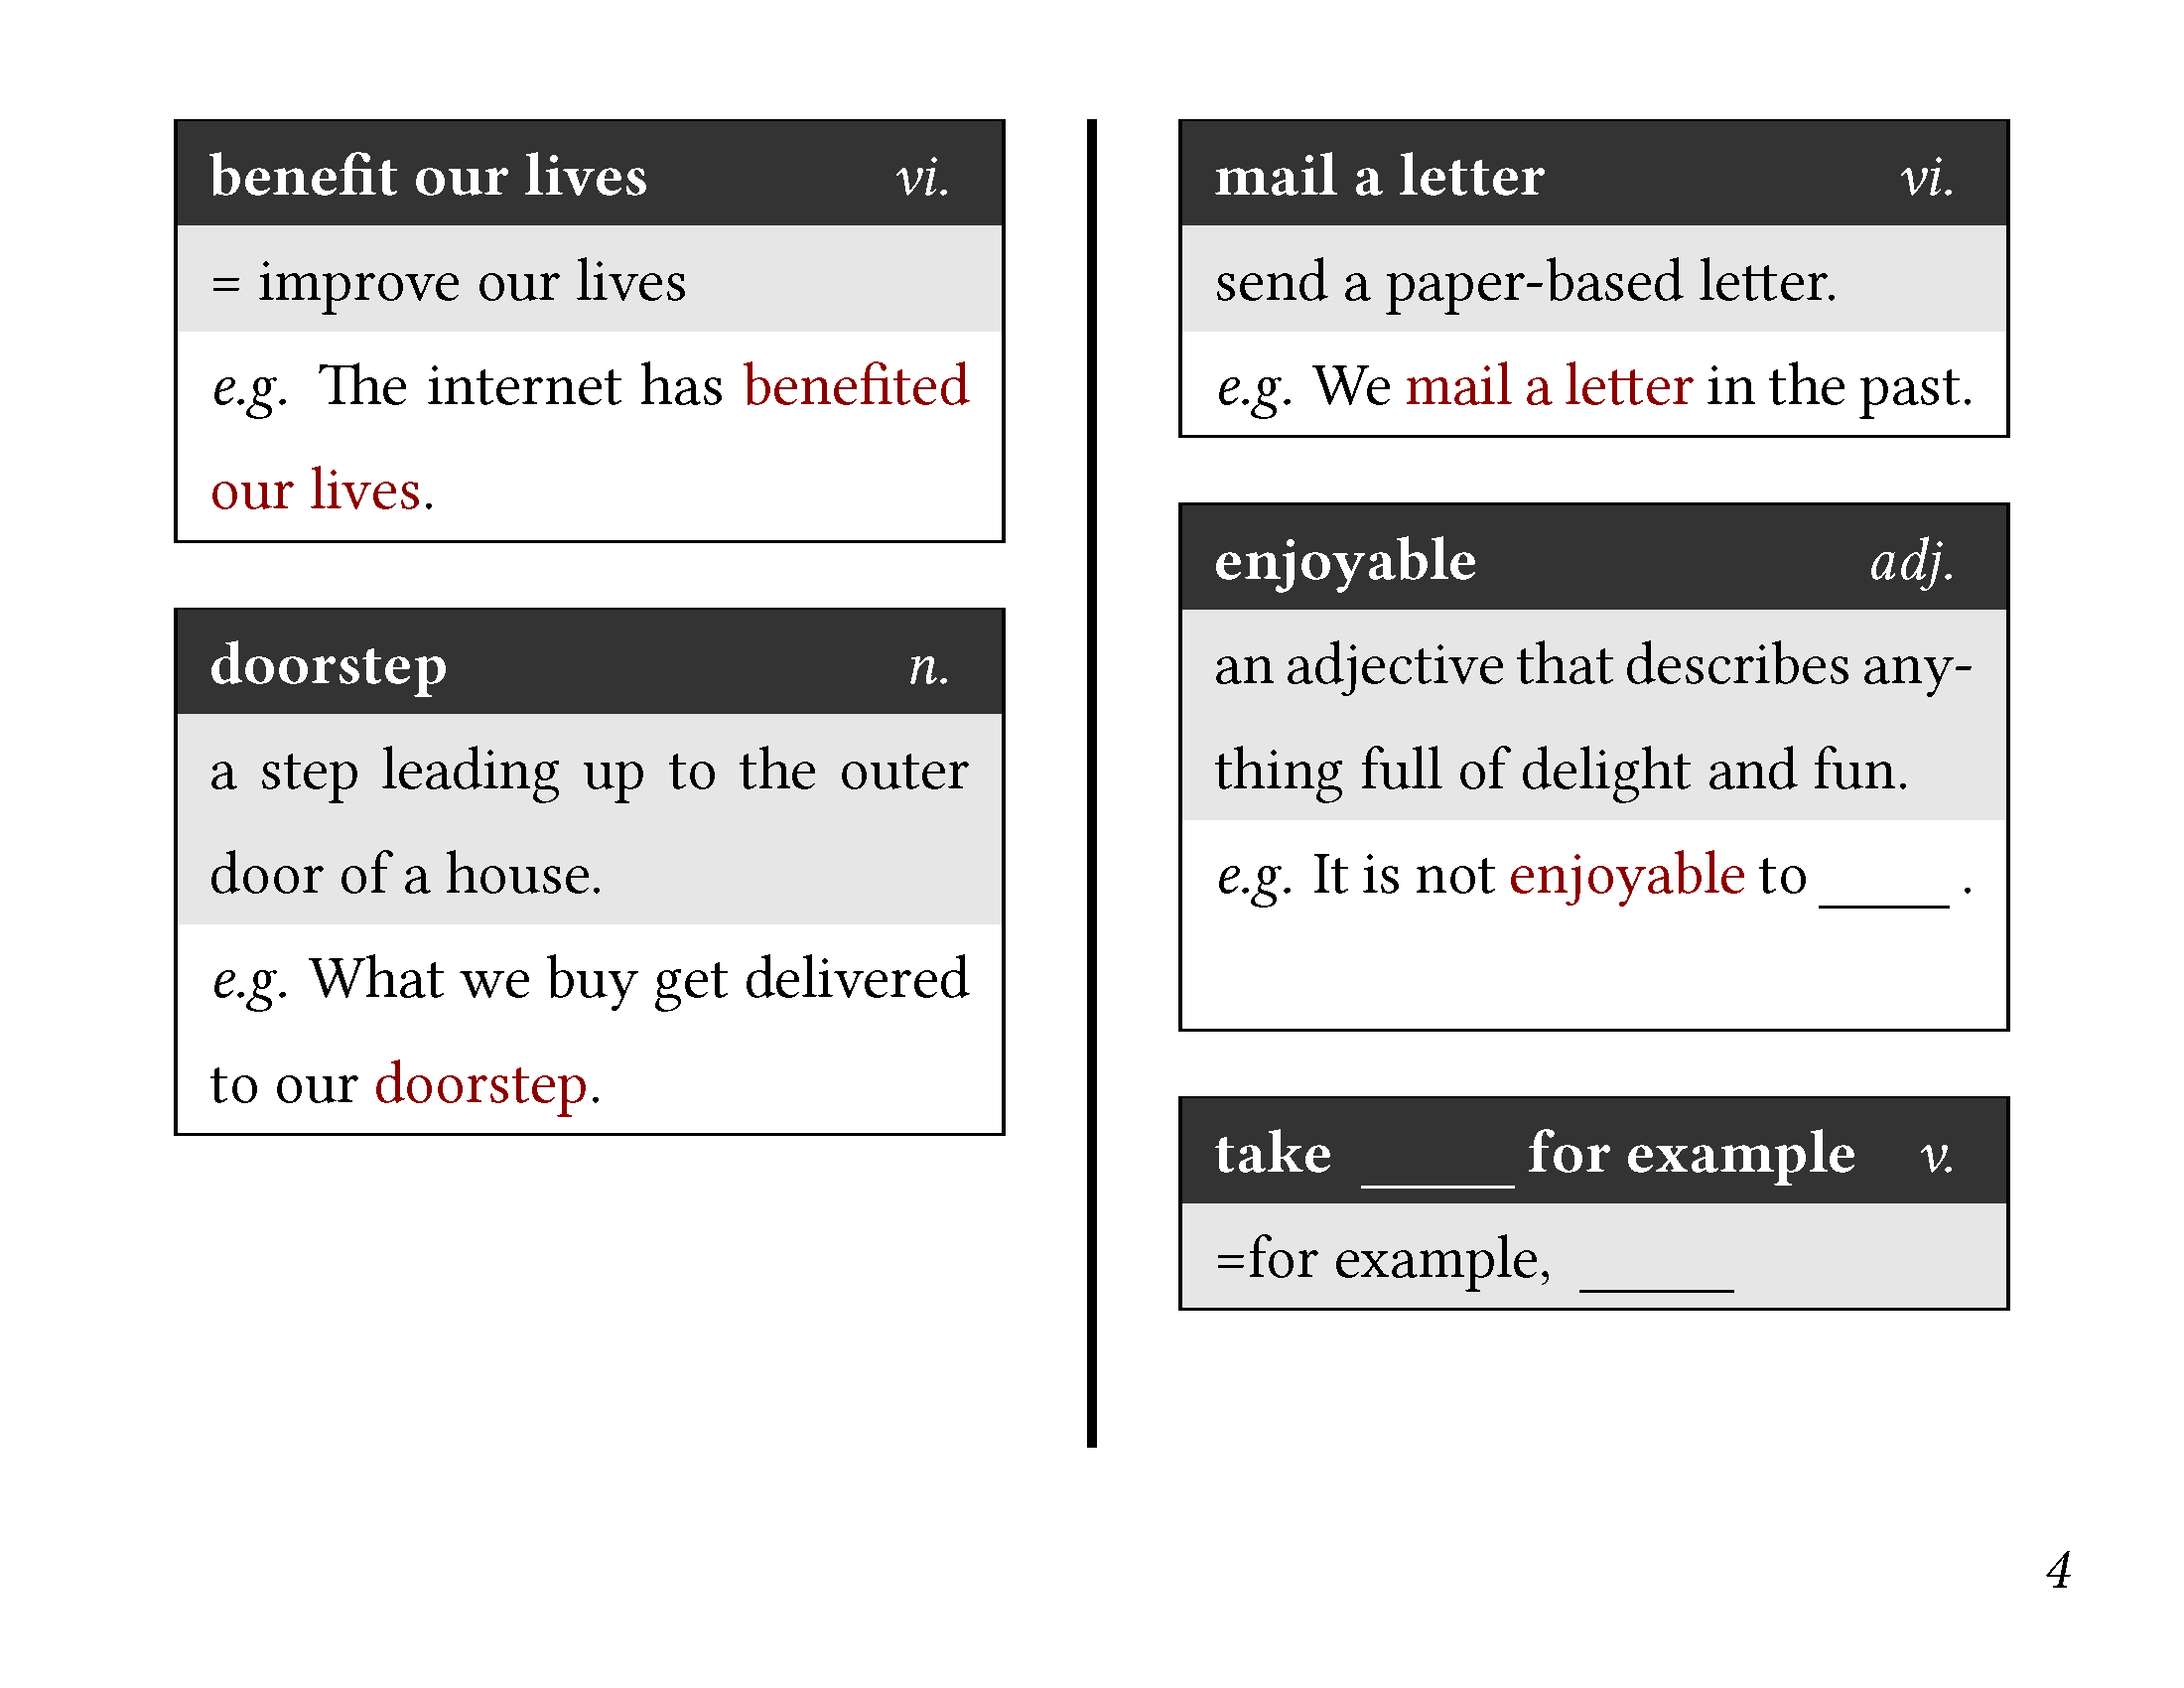 benefit our lives vi.
= improve our lives
e.g. The internet has benefited
our lives.
doorstep n.
a step leading up to the outer
door of a house.
e.g. What we buy get delivered
to our doorstep.
mail a letter vi.
send a paper-based letter.
e.g. We mail a letter in the past.
enjoyable adj.
an adjective that describes any-
thing full of delight and fun.
e.g. It is not enjoyable to _____ .
take _____ for example v.
=for example, _____
4